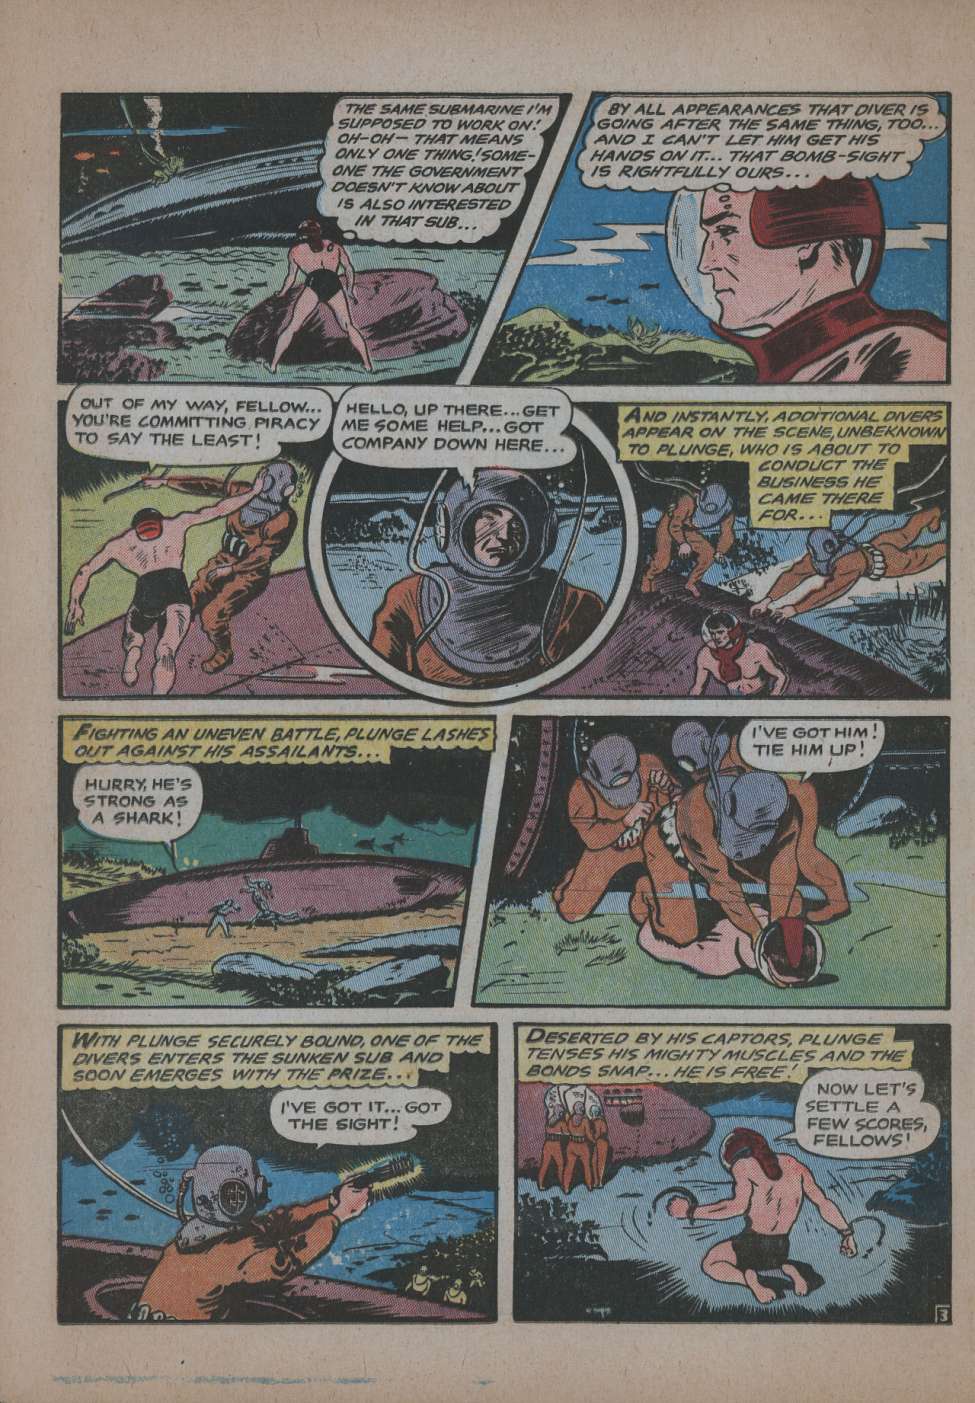 THE SAME SUBMARINE I'M
SUPPOSED TO WORK ON!
OH-OH — THAT MEANS
ONLY ONE THING! SOME-
ONE THE GOVERNMENT
DOESN'T KNOW ABOUT
IS ALSO INTERESTED
IN THAT SUB...
BY ALL APPEARANCES THAT DIVER IS
GOING AFTER THE SAME THING, TOO...
AND I CAN'T LET HIM GET HIS
HANDS ON IT... THAT BOMB-SIGHT
IS RIGHTFULLY OURS...
OUT OF MY WAY, FELLOW...
YOU'RE COMMITTING PIRACY
TO SAY THE LEAST!
HELLO, UP THERE... GET
ME SOME HELP... GOT
COMPANY DOWN HERE...
AND INSTANTLY, ADDITIONAL DIVERS
APPEAR ON THE SCENE, UNBEKNOWN
TO PLUNGE, WHO IS ABOUT TO
CONDUCT THE
BUSINESS HE
CAME THERE
FOR...
FIGHTING AN UNEVEN BATTLE, PLUNGE LASHES
OUT AGAINST HIS ASSAILANTS...
HURRY, HE'S
STRONG AS
A SHARK!
I'VE GOT HIM!
TIE HIM UP!
WITH PLUNGE SECURELY BOUND, ONE OF THE
DIVERS ENTERS THE SUNKEN SUB AND
SOON EMERGES WITH THE PRIZE...
I'VE GOT IT... GOT
THE SIGHT!
DESERTED BY HIS CAPTORS, PLUNGE
TENSES HIS MIGHTY MUSCLES AND THE
BONDS SNAP... HE IS FREE!
NOW LET'S
SETTLE A
FEW SCORES,
FELLOWS!
3